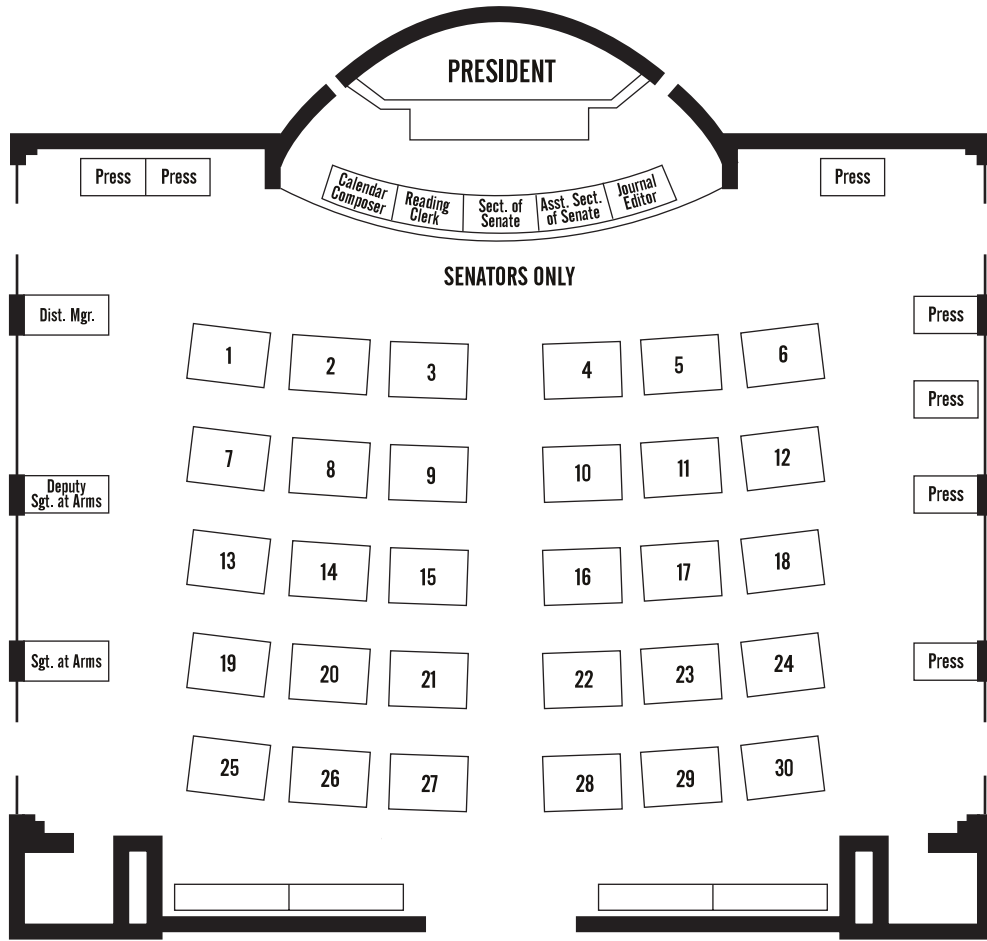 PRESIDENT
Press
Press
Press
Calendar
Composer
Reading
Clerk
Sect. of
Senate
Asst. Sect.
of Senate
Journal
Editor
SENATORS ONLY
Dist. Mgr.
Press
1
2
3
4
5
6
Press
7
8
9
10
11
12
Deputy
Sgt. at Arms
Press
13
14
15
16
17
18
Sgt. at Arms
Press
19
20
21
22
23
24
25
26
27
28
29
30